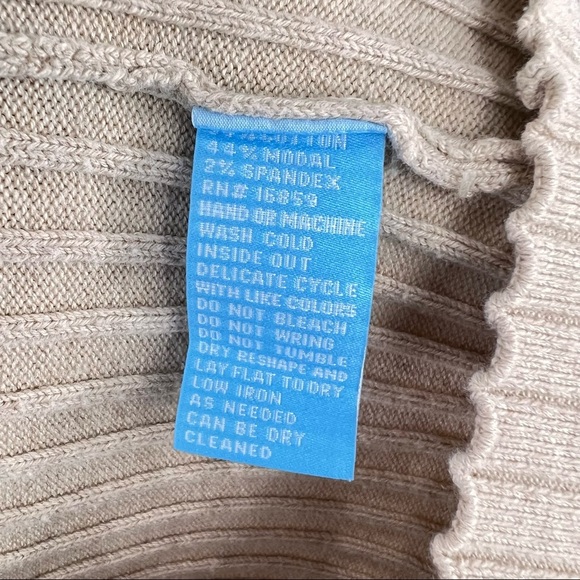 COTTON
44% MODAL
2% SPANDEX
RN# 16859
HAND OR MACHINE
WASH COLD
INSIDE OUT
DELICATE CYCLE
WITH LIKE COLORS
DO NOT BLEACH
DO NOT WRING
DO NOT TUMBLE
DRY RESHAPE AND
LAY FLAT TO DRY
LOW IRON
AS NEEDED
CAN BE DRY
CLEANED